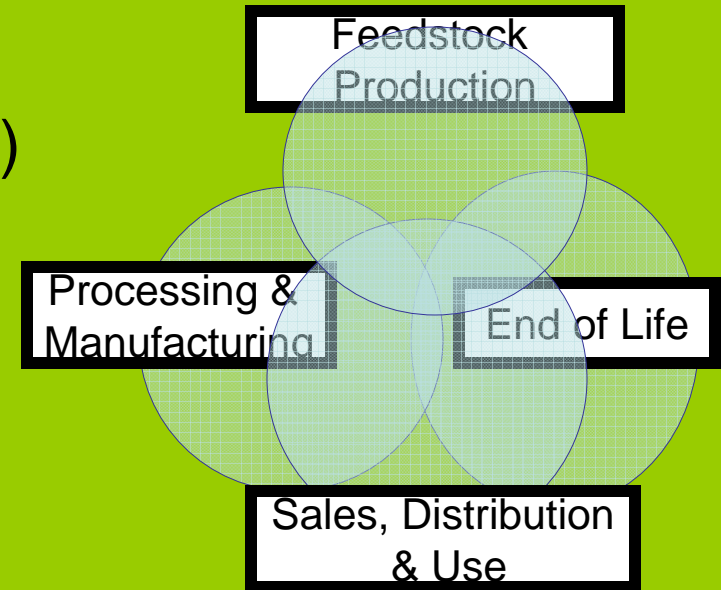 Feedstock
Production
)
Processing &
Manufacturing
End of Life
Sales, Distribution
& Use